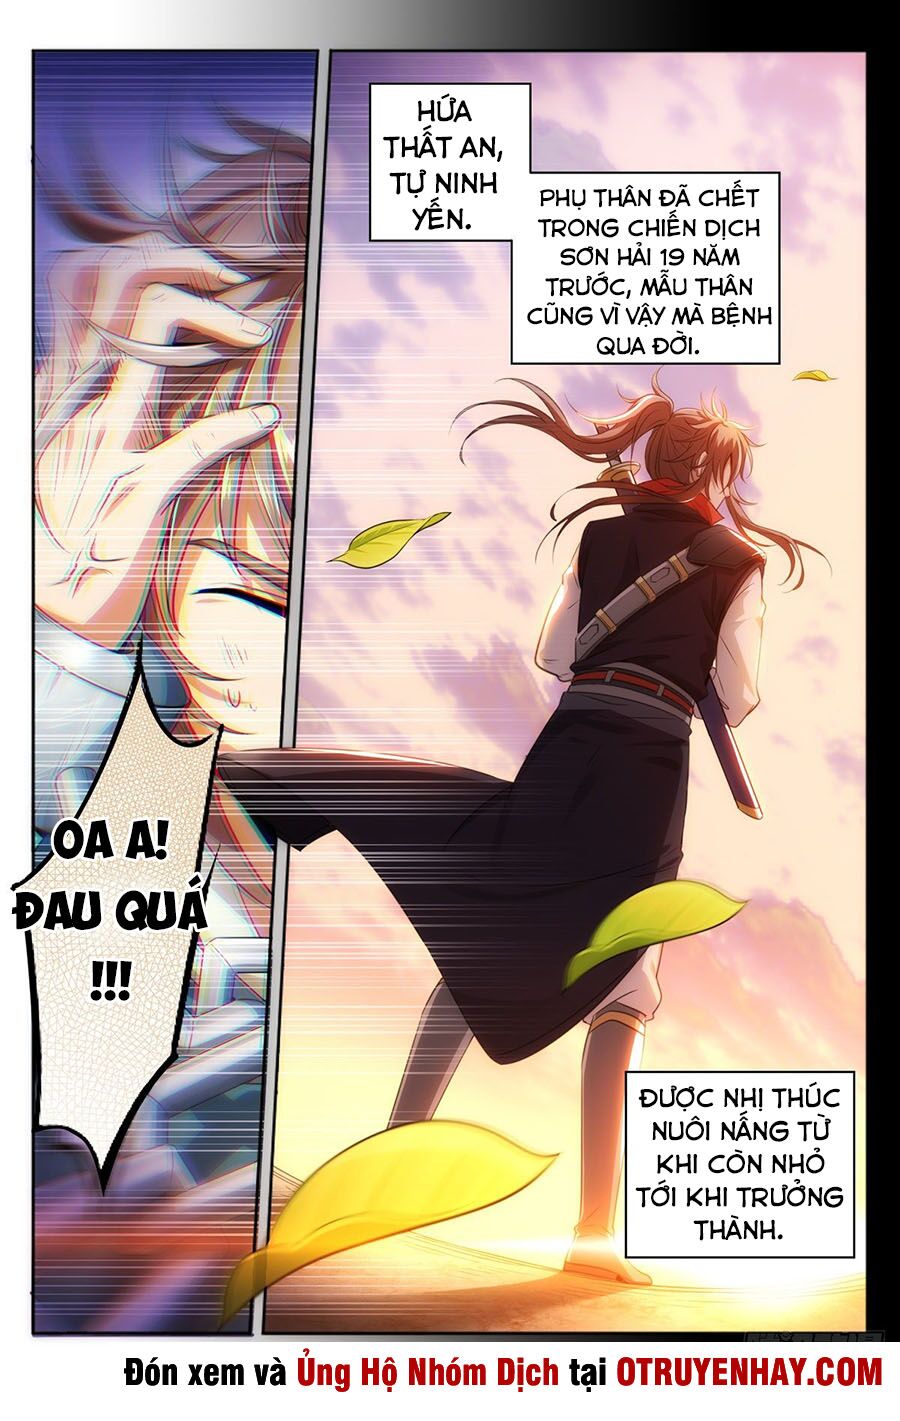 HỨA
THẤT AN,
TỰ NINH
YẾN.
PHỤ THÂN ĐÃ CHẾT
TRONG CHIẾN DỊCH
SƠN HẢI 19 NĂM
TRƯỚC, MẪU THÂN
CŨNG VÌ VẬY MÀ BỆNH
QUA ĐỜI.
OA A!
ĐAU QUÁ
!!!
ĐƯỢC NHỊ THÚC
NUÔI NẤNG TỪ
KHI CÒN NHỎ
TỚI KHI TRƯỞNG
THÀNH.
Đón xem và Ủng Hộ Nhóm Dịch tại OTRUYENHAY.COM